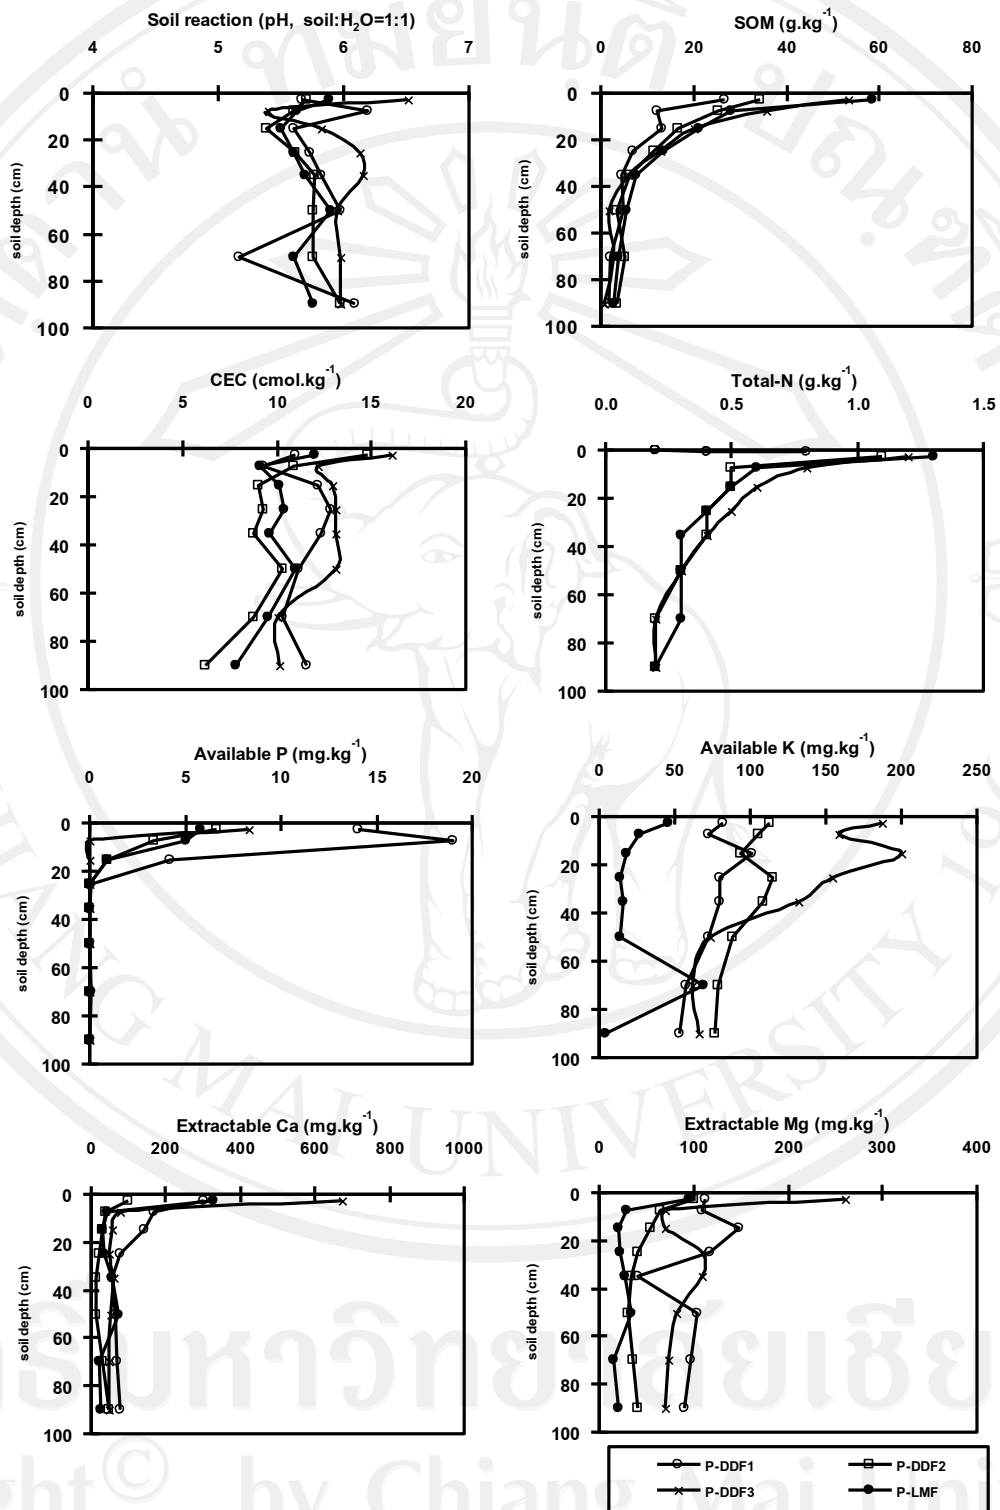 Soil reaction (pH, soil:H₂O=1:1)
4 5 6 7
0
20
40
60
80
100
soil depth (cm)
SOM (g.kg⁻¹)
0 20 40 60 80
0
20
40
60
80
100
soil depth (cm)
CEC (cmol.kg⁻¹)
0 5 10 15 20
0
20
40
60
80
100
soil depth (cm)
Total-N (g.kg⁻¹)
0.0 0.5 1.0 1.5
0
20
40
60
80
100
soil depth (cm)
Available P (mg.kg⁻¹)
0 5 10 15 20
0
20
40
60
80
100
soil depth (cm)
Available K (mg.kg⁻¹)
0 50 100 150 200 250
0
20
40
60
80
100
soil depth (cm)
Extractable Ca (mg.kg⁻¹)
0 200 400 600 800 1000
0
20
40
60
80
100
soil depth (cm)
Extractable Mg (mg.kg⁻¹)
0 100 200 300 400
0
20
40
60
80
100
soil depth (cm)
P-DDF1 P-DDF2
P-DDF3 P-LMF
MAI UNIVERSITY
© by Chiang Mai